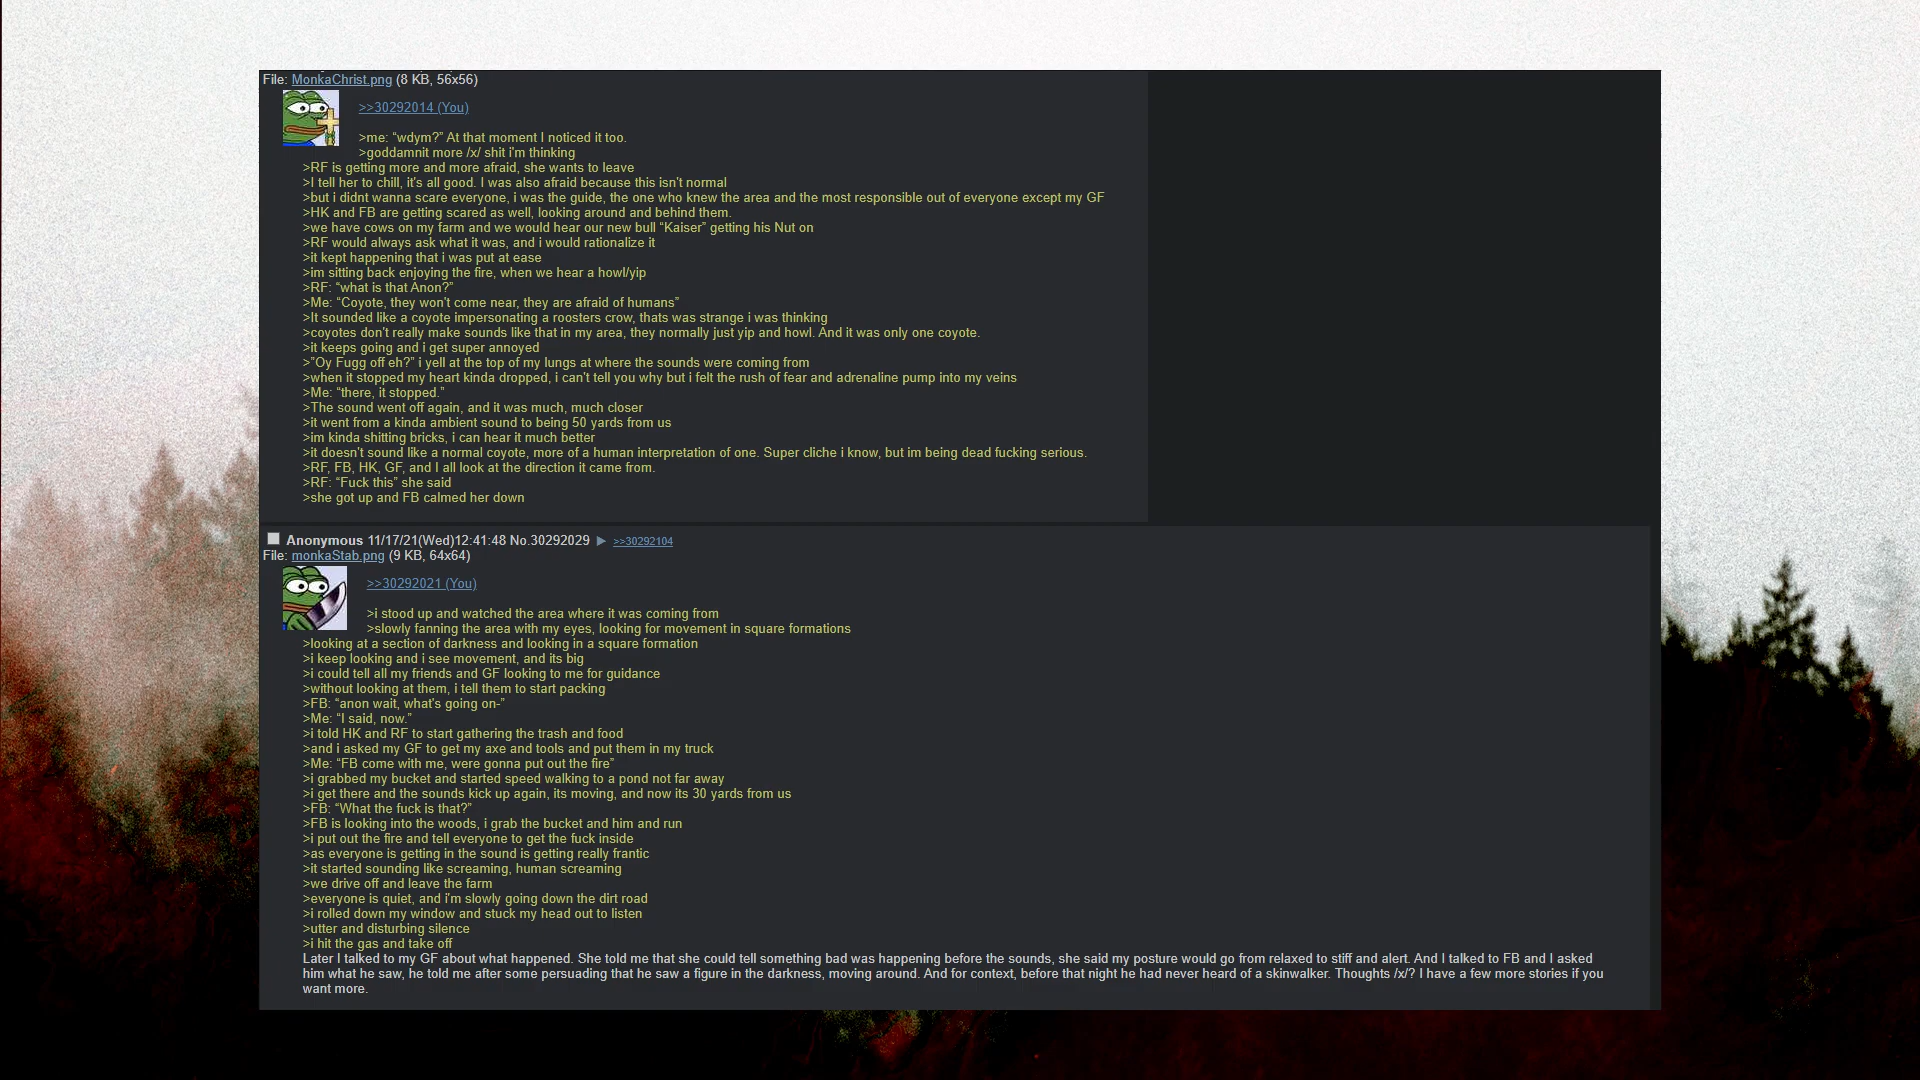 File: MonkaChrist.png (8 KB, 56x56)
>>30292014 (You)
>me: “wdym?” At that moment I noticed it too.
>goddamnit more /x/ shit i'm thinking
>RF is getting more and more afraid, she wants to leave
>I tell her to chill, it's all good. I was also afraid because this isn't normal
>but i didnt wanna scare everyone, i was the guide, the one who knew the area and the most responsible out of everyone except my GF
>HK and FB are getting scared as well, looking around and behind them.
>we have cows on my farm and we would hear our new bull “Kaiser” getting his Nut on
>RF would always ask what it was, and i would rationalize it
>it kept happening that i was put at ease
>im sitting back enjoying the fire, when we hear a howl/yip
>RF: “what is that Anon?”
>Me: “Coyote, they won't come near, they are afraid of humans”
>It sounded like a coyote impersonating a roosters crow, thats was strange i was thinking
>coyotes don't really make sounds like that in my area, they normally just yip and howl. And it was only one coyote.
>it keeps going and i get super annoyed
>”Oy Fugg off eh?” i yell at the top of my lungs at where the sounds were coming from
>when it stopped my heart kinda dropped, i can't tell you why but i felt the rush of fear and adrenaline pump into my veins
>Me: “there, it stopped.”
>The sound went off again, and it was much, much closer
>it went from a kinda ambient sound to being 50 yards from us
>im kinda shitting bricks, i can hear it much better
>it doesn't sound like a normal coyote, more of a human interpretation of one. Super cliche i know, but im being dead fucking serious.
>RF, FB, HK, GF, and I all look at the direction it came from.
>RF: “Fuck this” she said
>she got up and FB calmed her down
Anonymous 11/17/21(Wed)12:41:48 No.30292029 ▶ >>30292104
File: monkaStab.png (9 KB, 64x64)
>>30292021 (You)
>i stood up and watched the area where it was coming from
>slowly fanning the area with my eyes, looking for movement in square formations
>looking at a section of darkness and looking in a square formation
>i keep looking and i see movement, and its big
>i could tell all my friends and GF looking to me for guidance
>without looking at them, i tell them to start packing
>FB: “anon wait, what's going on-”
>Me: “I said, now.”
>i told HK and RF to start gathering the trash and food
>and i asked my GF to get my axe and tools and put them in my truck
>Me: “FB come with me, were gonna put out the fire”
>i grabbed my bucket and started speed walking to a pond not far away
>i get there and the sounds kick up again, its moving, and now its 30 yards from us
>FB: “What the fuck is that?”
>FB is looking into the woods, i grab the bucket and him and run
>i put out the fire and tell everyone to get the fuck inside
>as everyone is getting in the sound is getting really frantic
>it started sounding like screaming, human screaming
>we drive off and leave the farm
>everyone is quiet, and i'm slowly going down the dirt road
>i rolled down my window and stuck my head out to listen
>utter and disturbing silence
>i hit the gas and take off
Later I talked to my GF about what happened. She told me that she could tell something bad was happening before the sounds, she said my posture would go from relaxed to stiff and alert. And I talked to FB and I asked
him what he saw, he told me after some persuading that he saw a figure in the darkness, moving around. And for context, before that night he had never heard of a skinwalker. Thoughts /x/? I have a few more stories if you
want more.